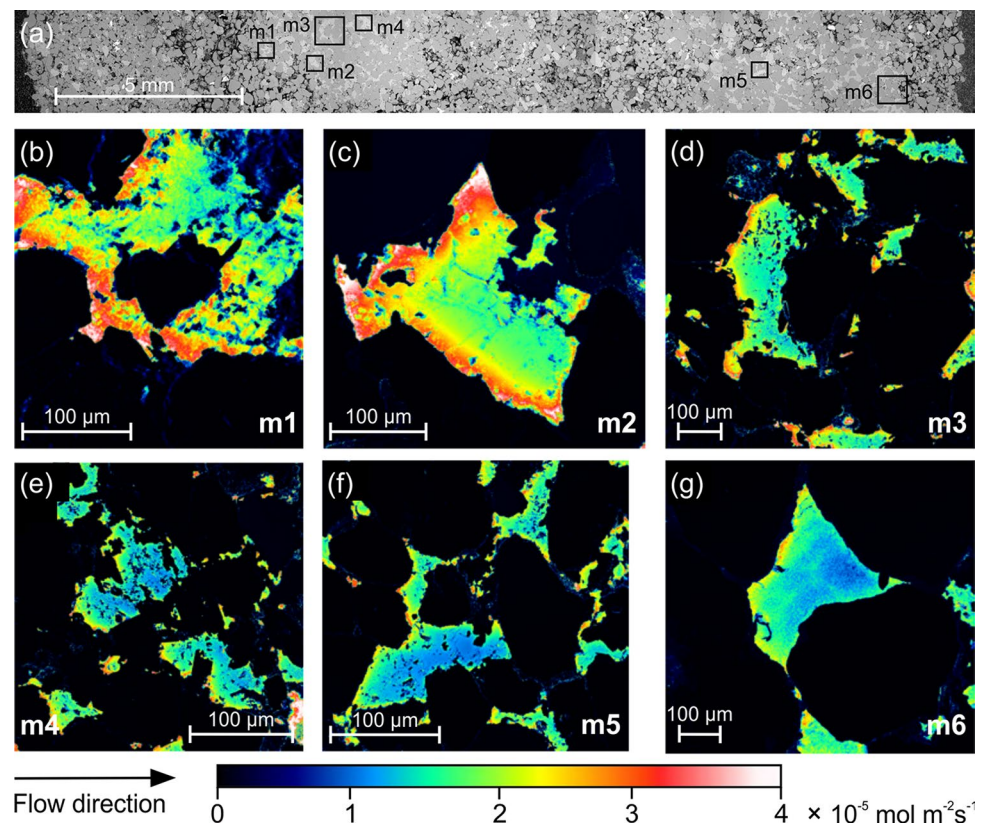 (a)
m1
m3
m4
m2
5 mm
m5
m6
(b)
100 µm
m1
(c)
100 µm
m2
(d)
100 µm
m3
(e)
m4
100 µm
(f)
100 µm
m5
(g)
100 µm
m6
Flow direction
0
1
2
3
4
× 10⁻⁵ mol m⁻²s⁻¹